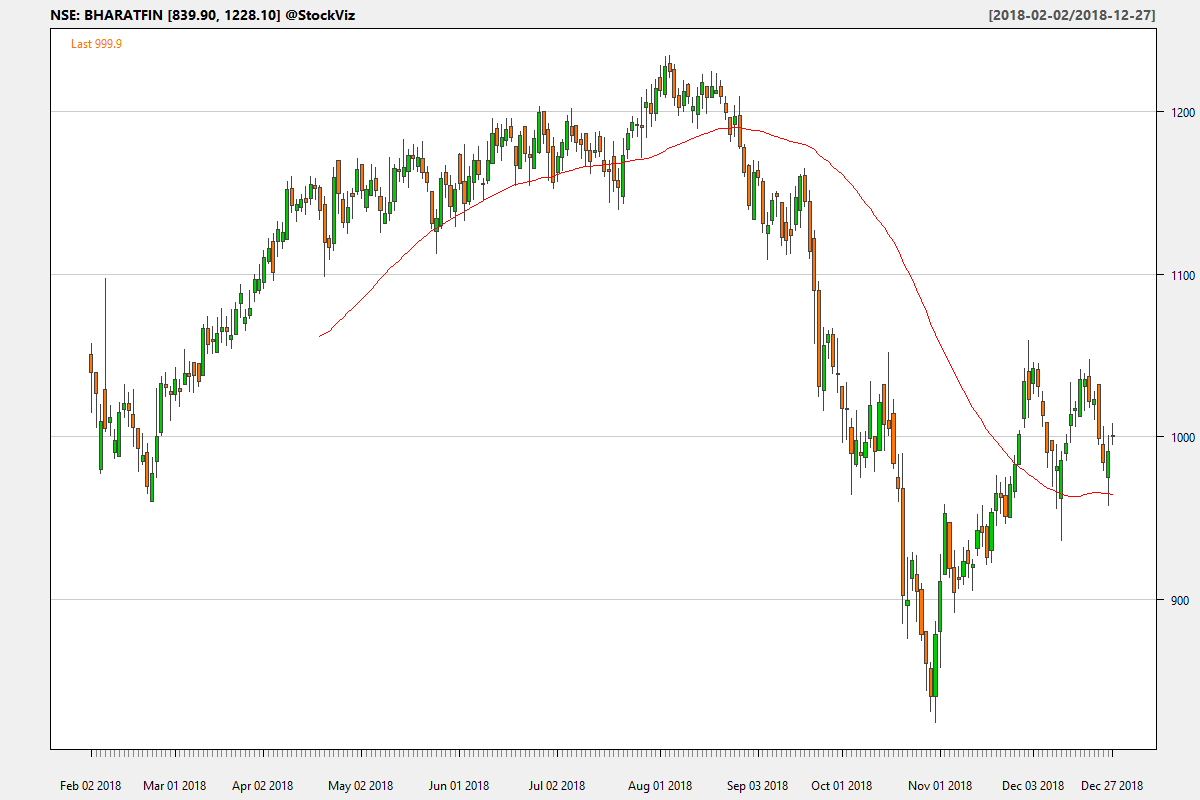 NSE: BHARATFIN [839.90, 1228.10] @StockViz [2018-02-02/2018-12-27]
Last 999.9
1200
1100
1000
900
Feb 02 2018 Mar 01 2018 Apr 02 2018 May 02 2018 Jun 01 2018 Jul 02 2018 Aug 01 2018 Sep 03 2018 Oct 01 2018 Nov 01 2018 Dec 03 2018 Dec 27 2018